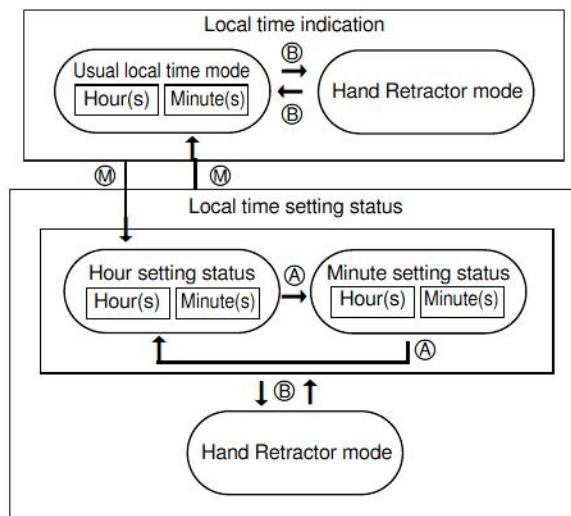 Local time indication
Usual local time mode
Hour(s) Minute(s)
Ⓑ
Ⓑ
Hand Retractor mode
Ⓜ Ⓜ
Local time setting status
Hour setting status
Hour(s) Minute(s)
Ⓐ
Minute setting status
Hour(s) Minute(s)
Ⓐ
Ⓑ
Hand Retractor mode